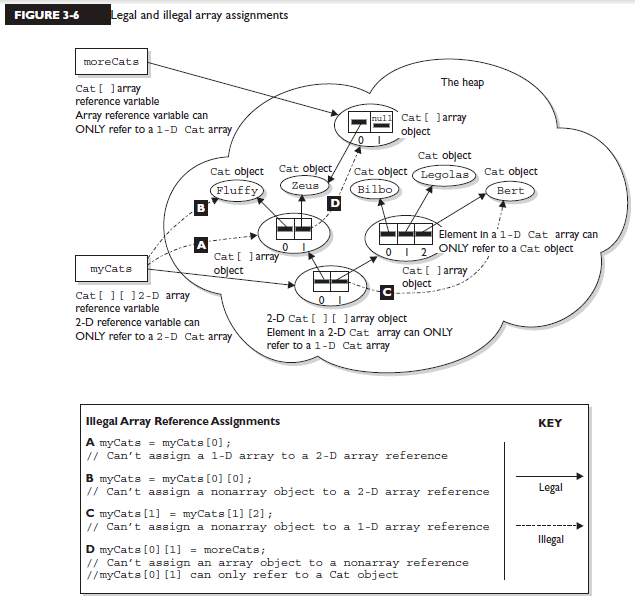 FIGURE 3-6 Legal and illegal array assignments
moreCats
Cat[ ]array
reference variable
Array reference variable can
ONLY refer to a 1-D Cat array
The heap
null
Cat[ ]array
object
0 1
Cat object
Fluffy
Cat object
Zeus
Cat object
Bilbo
Cat object
Legolas
Cat object
Bert
B
D
A
0 1
Cat[ ]array
object
0 1 2
Element in a 1-D Cat array can
ONLY refer to a Cat object
Cat[ ]array
object
C
myCats
Cat[ ][ ]2-D array
reference variable
2-D reference variable can
ONLY refer to a 2-D Cat array
0 1
2-D Cat[ ][ ]array object
Element in a 2-D Cat array can ONLY
refer to a 1-D Cat array
Illegal Array Reference Assignments
A myCats = myCats[0];
// Can't assign a 1-D array to a 2-D array reference
B myCats = myCats[0][0];
// Can't assign a nonarray object to a 2-D array reference
C myCats[1] = myCats[1][2];
// Can't assign a nonarray object to a 1-D array reference
D myCats[0][1] = moreCats;
// Can't assign an array object to a nonarray reference
//myCats[0][1] can only refer to a Cat object
KEY
Legal
Illegal